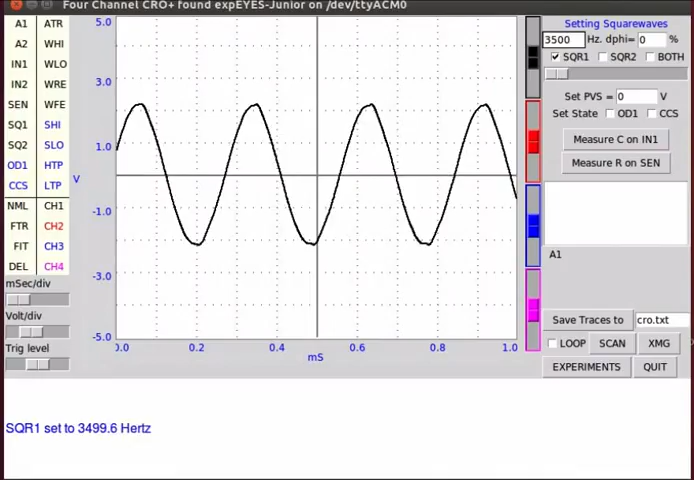 Four Channel CRO+ found expEYES-Junior on /dev/ttyACM0
A1 ATR
A2 WHI
IN1 WLO
IN2 WRE
SEN WFE
SQ1 SHI
SQ2 SLO
OD1 HTP
CCS LTP
NML CH1
FTR CH2
FIT CH3
DEL CH4
mSec/div
Volt/div
Trig level
5.0
3.0
1.0
V
-1.0
-3.0
-5.0
0.0 0.2 0.4 0.6 0.8 1.0
mS
Setting Squarewaves
3500 Hz. dphi= 0 %
SQR1 SQR2 BOTH
Set PVS = 0 V
Set State OD1 CCS
Measure C on IN1
Measure R on SEN
A1
Save Traces to cro.txt
LOOP SCAN XMG
EXPERIMENTS QUIT
SQR1 set to 3499.6 Hertz